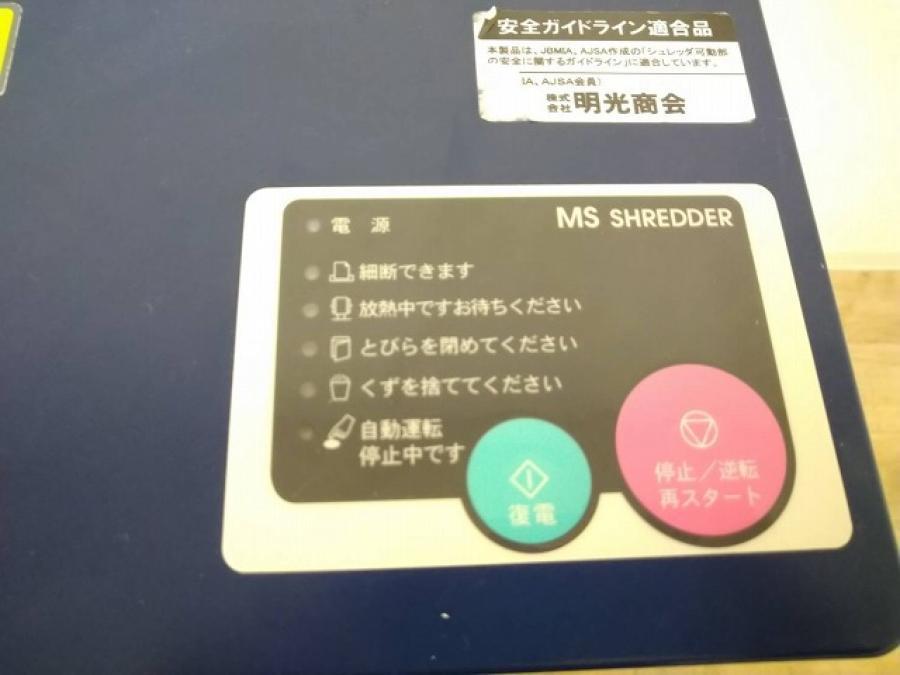 安全ガイドライン適合品
本製品は、JBMIA、AJSA作成の「シュレッダ可動部
の安全に関するガイドライン」に適合しています。
IA、AJSA会員)
株式会社 明光商会
電 源
MS SHREDDER
細断できます
放熱中ですお待ちください
とびらを閉めてください
くずを捨ててください
自動運転
停止中です
復電
停止／逆転
再スタート